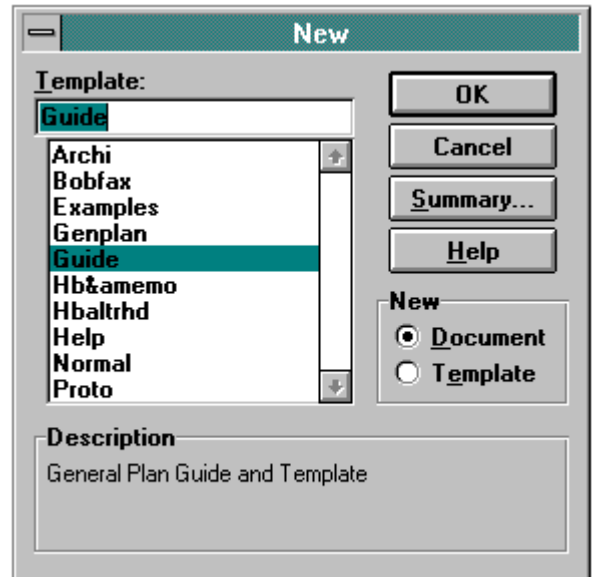 New
Template:
Guide
Archi
Bobfax
Examples
Genplan
Guide
Hb&amemo
Hbaltrhd
Help
Normal
Proto
OK
Cancel
Summary...
Help
New
Document
Template
Description
General Plan Guide and Template